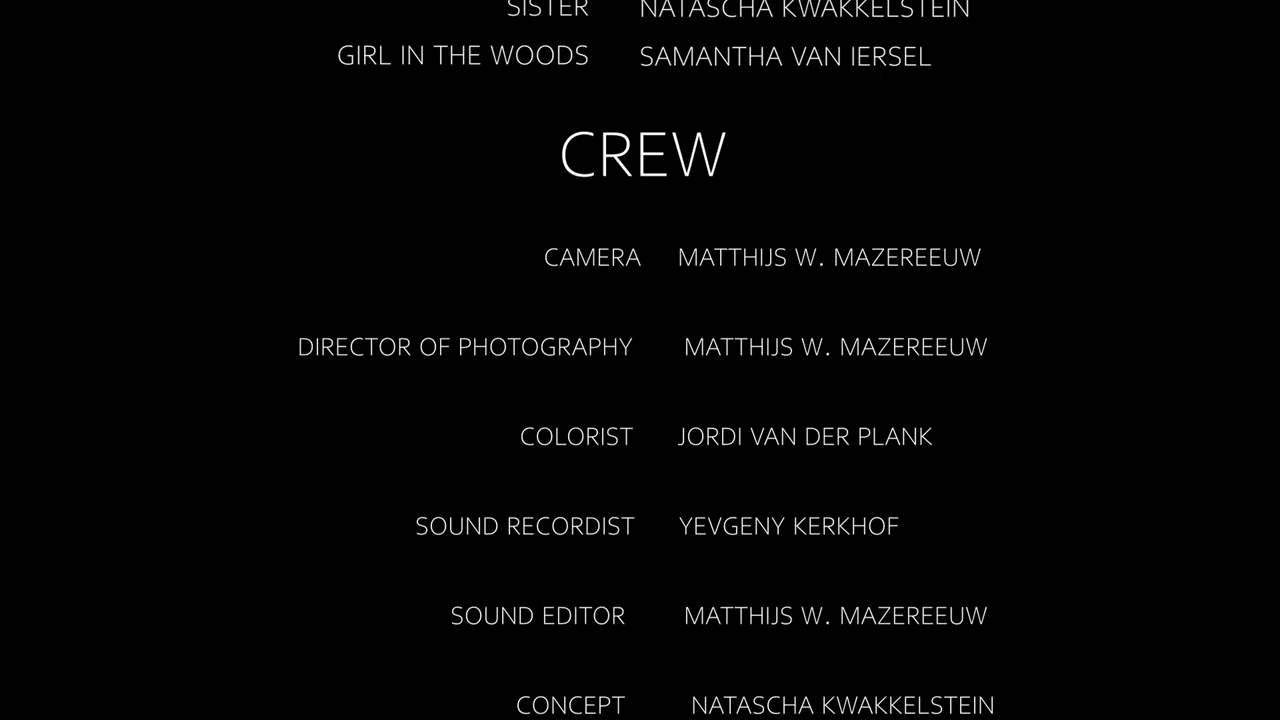 SISTER NATASCHA KWAKKELSTEIN
GIRL IN THE WOODS SAMANTHA VAN IERSEL
CREW
CAMERA MATTHIJS W. MAZEREEUW
DIRECTOR OF PHOTOGRAPHY MATTHIJS W. MAZEREEUW
COLORIST JORDI VAN DER PLANK
SOUND RECORDIST YEVGENY KERKHOF
SOUND EDITOR MATTHIJS W. MAZEREEUW
CONCEPT NATASCHA KWAKKELSTEIN